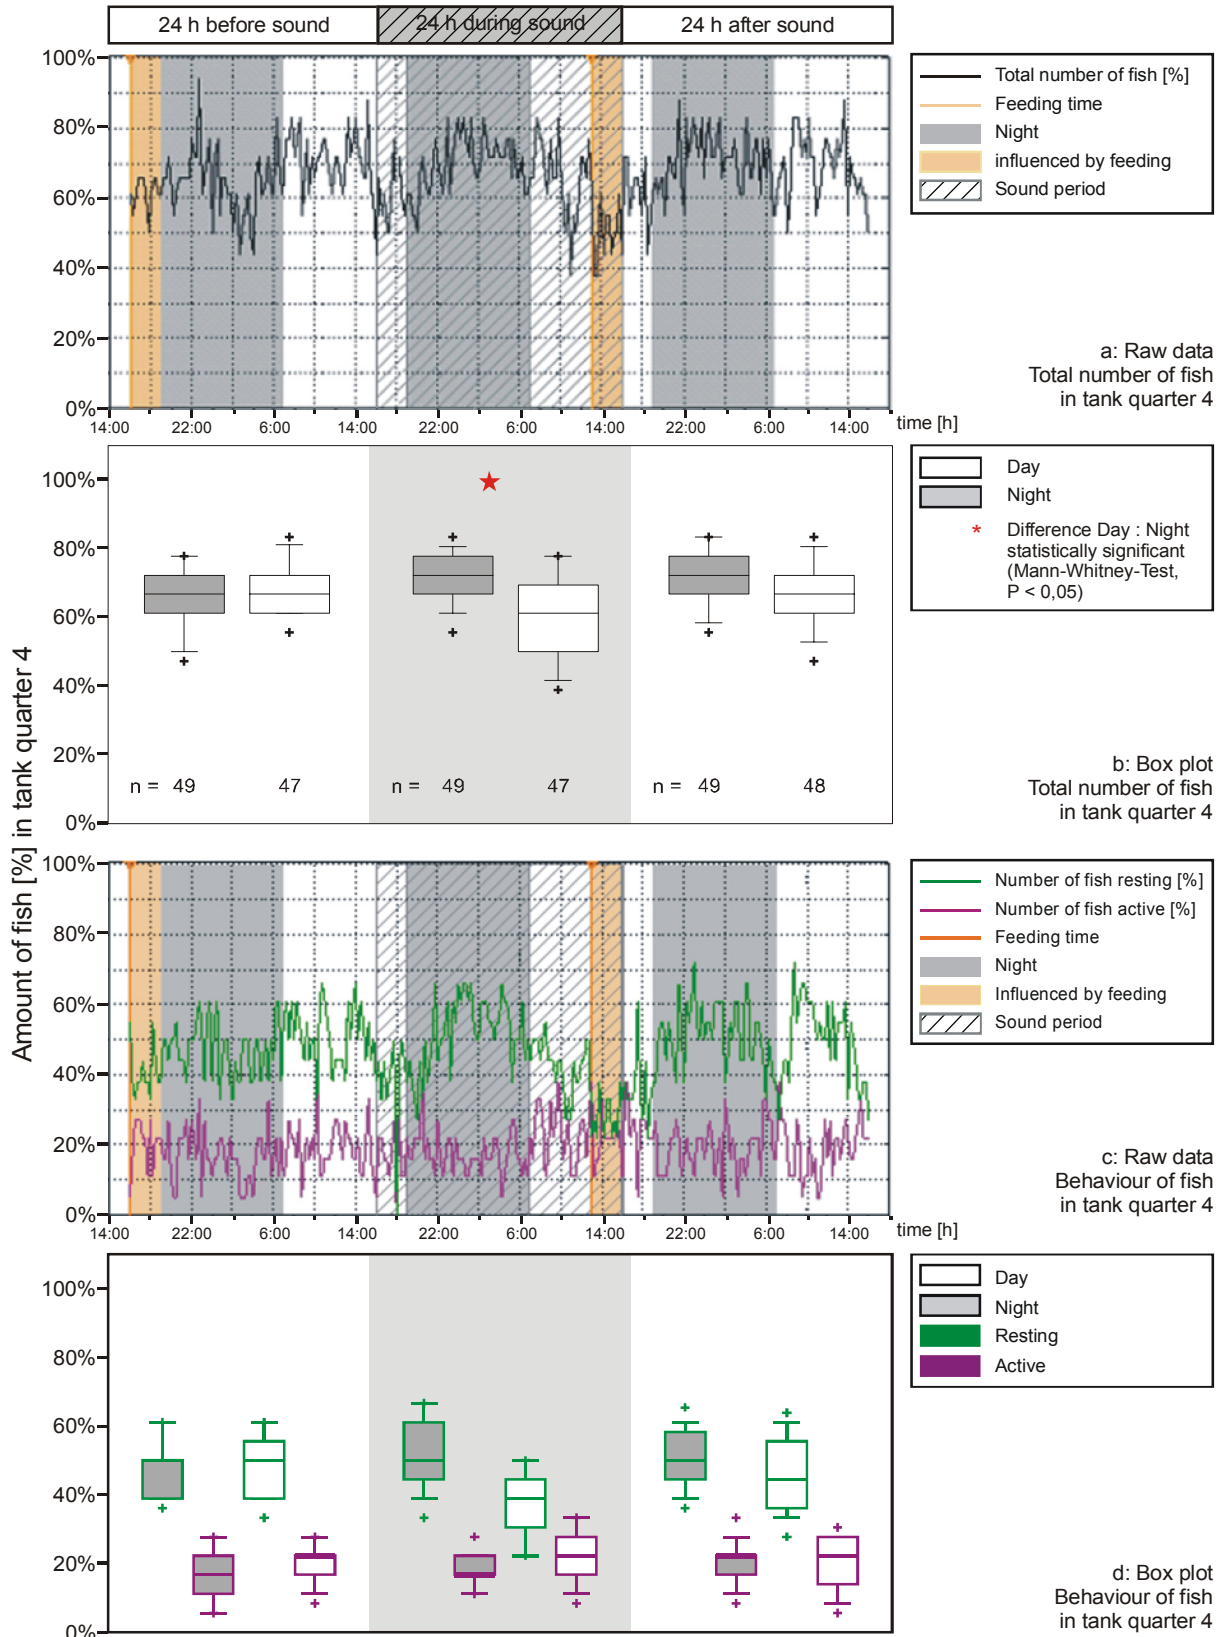 24 h before sound
24 h during sound
24 h after sound
Amount of fish [%] in tank quarter 4
100%
80%
60%
40%
20%
0%
14:00 22:00 6:00 14:00 22:00 6:00 14:00 22:00 6:00 14:00 time [h]
Total number of fish [%]
Feeding time
Night
influenced by feeding
Sound period
a: Raw data
Total number of fish
in tank quarter 4
100%
80%
60%
40%
20%
0%
n = 49 47
n = 49 47
n = 49 48
Day
Night
* Difference Day : Night
statistically significant
(Mann-Whitney-Test,
P < 0,05)
b: Box plot
Total number of fish
in tank quarter 4
100%
80%
60%
40%
20%
0%
14:00 22:00 6:00 14:00 22:00 6:00 14:00 22:00 6:00 14:00 time [h]
Number of fish resting [%]
Number of fish active [%]
Feeding time
Night
Influenced by feeding
Sound period
c: Raw data
Behaviour of fish
in tank quarter 4
100%
80%
60%
40%
20%
0%
Day
Night
Resting
Active
d: Box plot
Behaviour of fish
in tank quarter 4